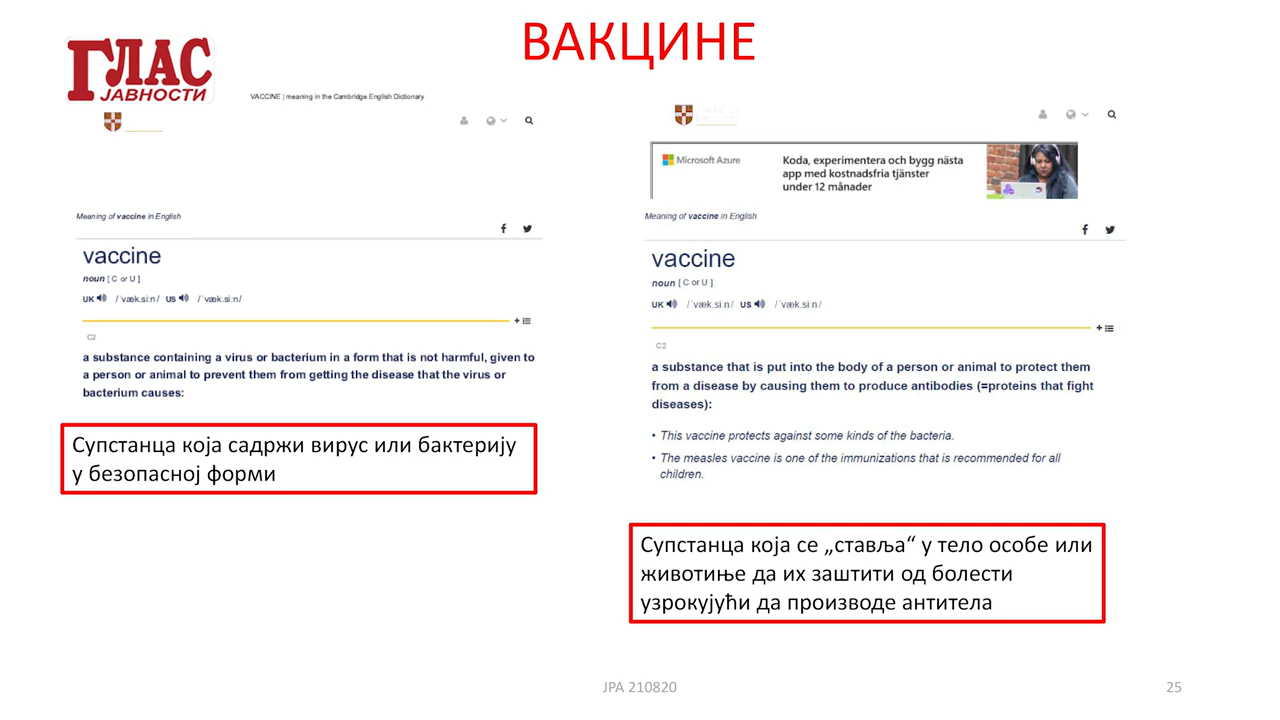 ВАКЦИНЕ
ГЛАС
ЈАВНОСТИ
VACCINE | meaning in the Cambridge English Dictionary
Meaning of vaccine in English
vaccine
noun [ C or U ]
UK /ˈvæk.siːn/ US /ˈvæk.siːn/
C2
a substance containing a virus or bacterium in a form that is not harmful, given to
a person or animal to prevent them from getting the disease that the virus or
bacterium causes:
Супстанца која садржи вирус или бактерију
у безопасној форми
Microsoft Azure
Koda, experimentera och bygg nästa
app med kostnadsfria tjänster
under 12 månader
Meaning of vaccine in English
vaccine
noun [ C or U ]
UK /ˈvæk.siːn/ US /ˈvæk.siːn/
C2
a substance that is put into the body of a person or animal to protect them
from a disease by causing them to produce antibodies (=proteins that fight
diseases):
• This vaccine protects against some kinds of the bacteria.
• The measles vaccine is one of the immunizations that is recommended for all
children.
Супстанца која се „ставља“ у тело особе или
животиње да их заштити од болести
узрокујући да производе антитела
JPA 210820
25